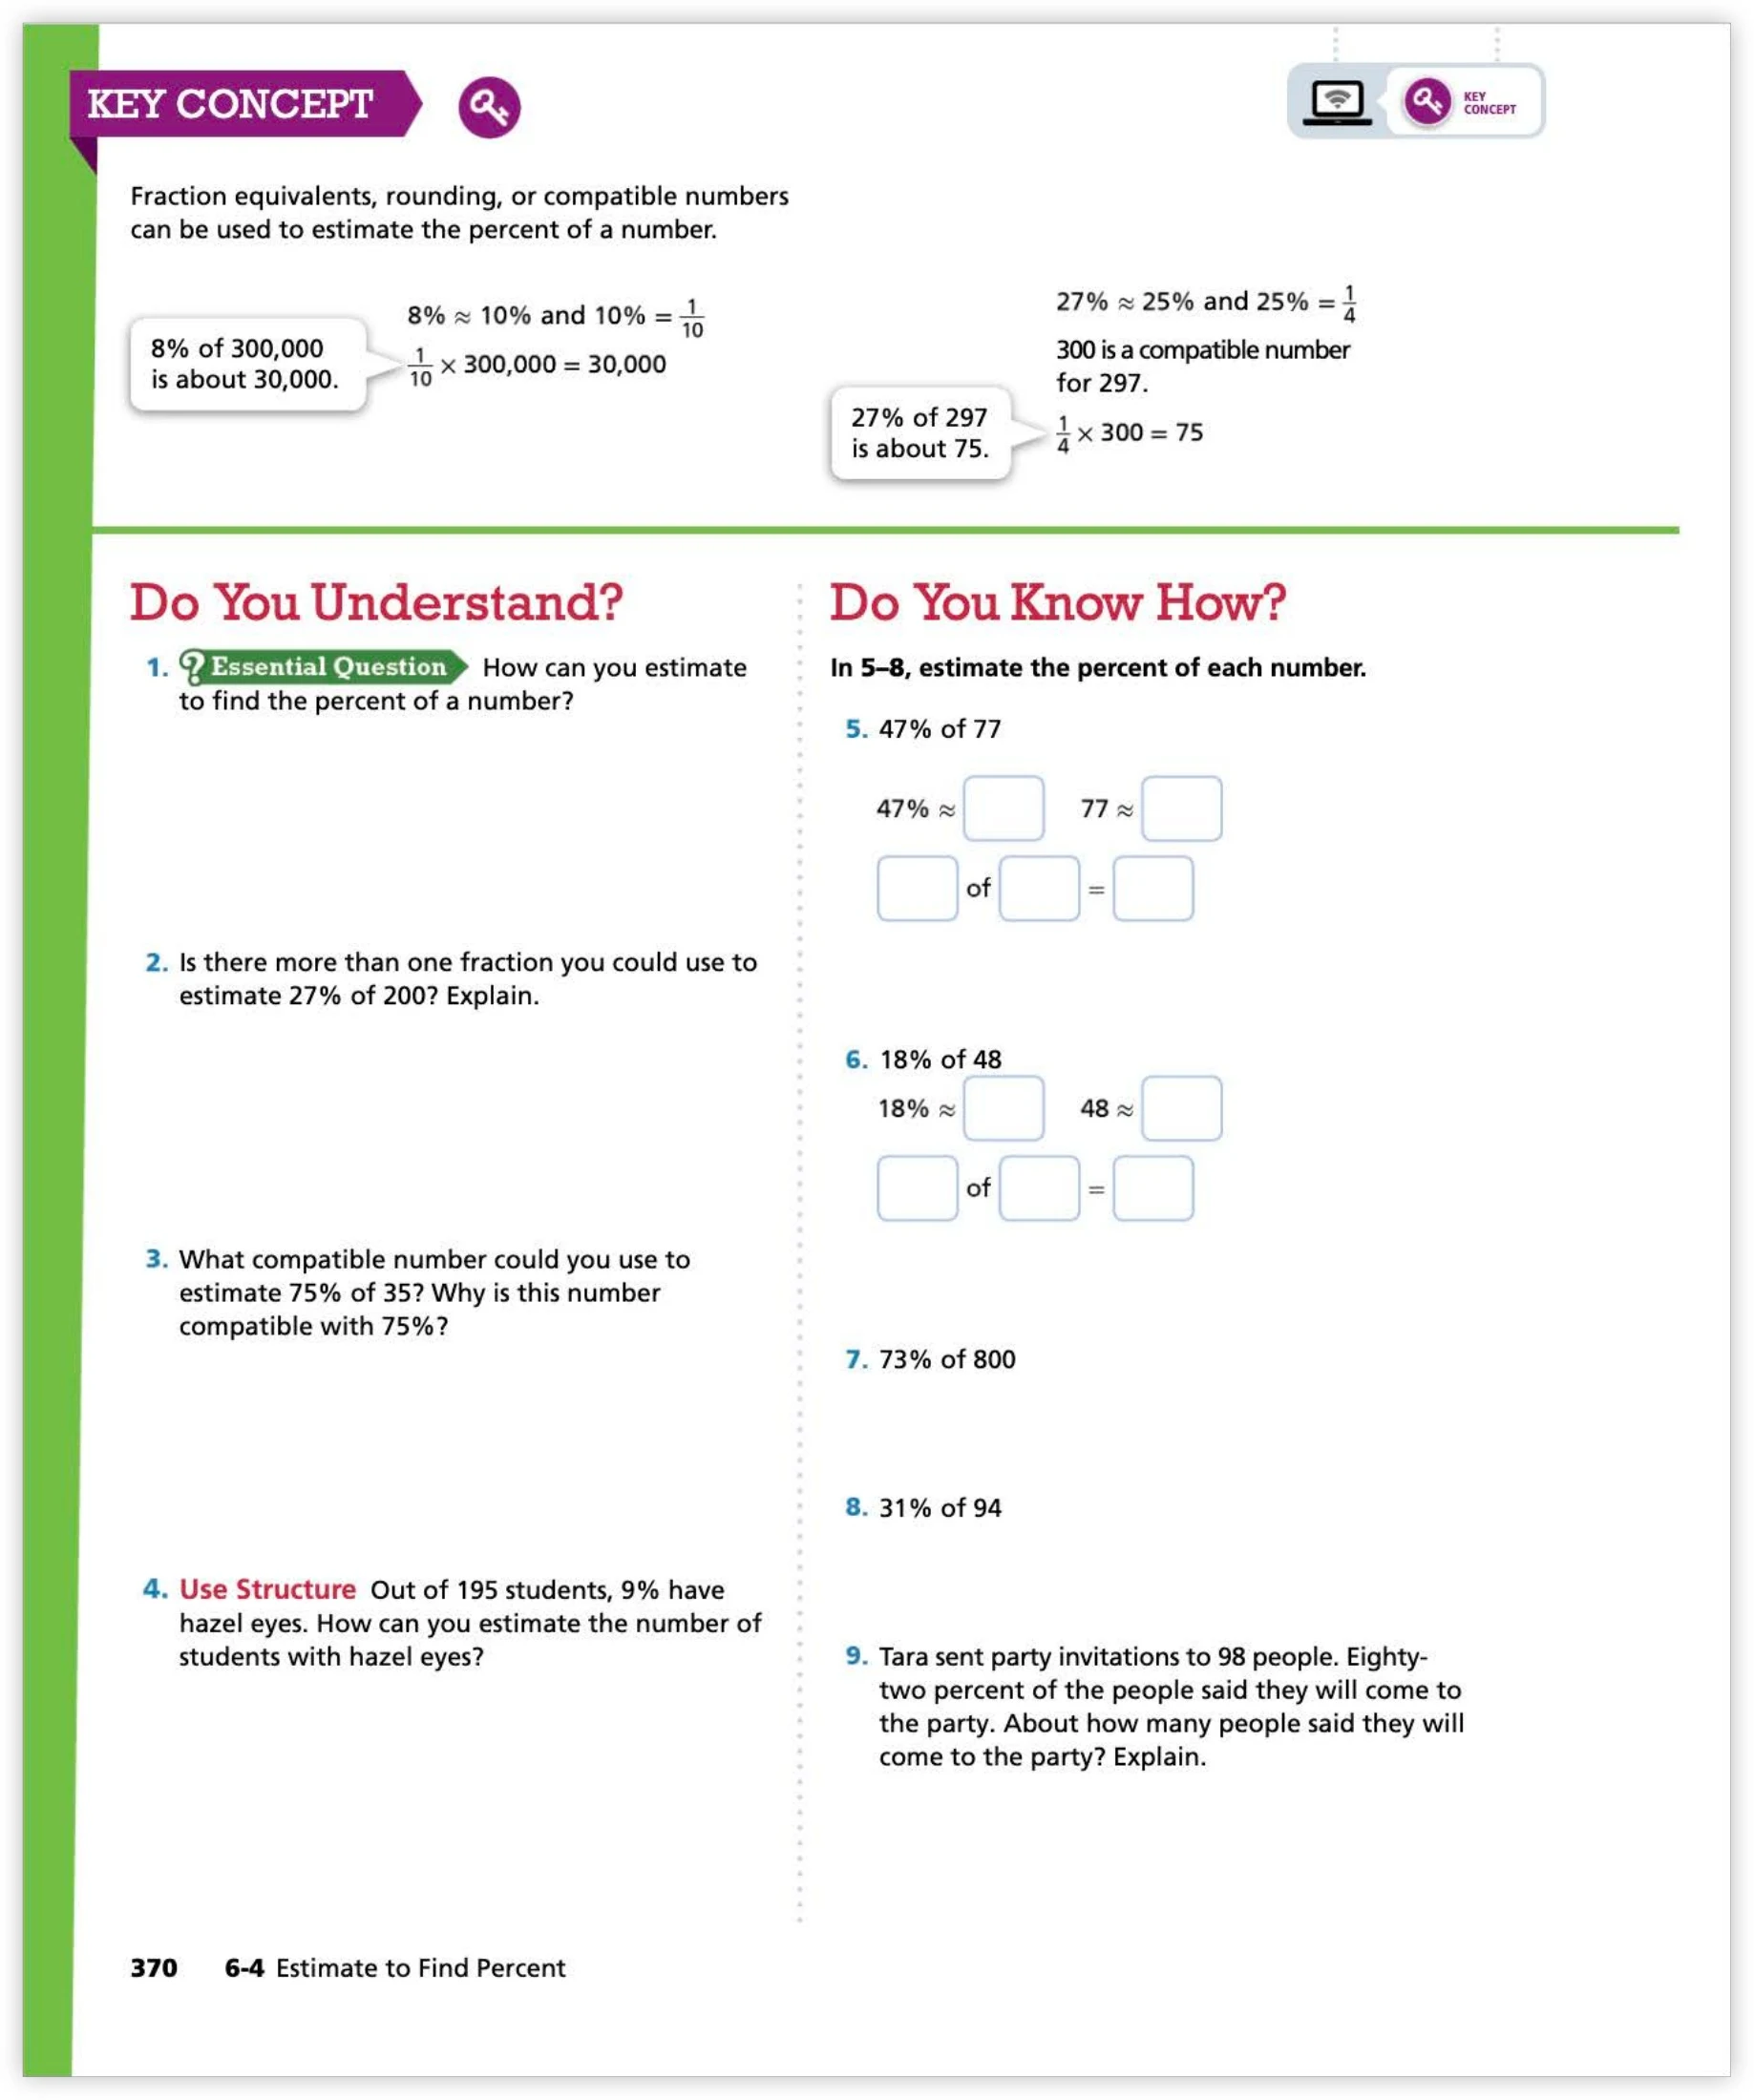 KEY CONCEPT
KEY
CONCEPT
Fraction equivalents, rounding, or compatible numbers
can be used to estimate the percent of a number.
8% of 300,000
is about 30,000.
8% ≈ 10% and 10% = 1/10
1/10 × 300,000 = 30,000
27% ≈ 25% and 25% = 1/4
300 is a compatible number
for 297.
27% of 297
is about 75.
1/4 × 300 = 75
Do You Understand?
1. ? Essential Question How can you estimate
to find the percent of a number?
2. Is there more than one fraction you could use to
estimate 27% of 200? Explain.
3. What compatible number could you use to
estimate 75% of 35? Why is this number
compatible with 75%?
4. Use Structure Out of 195 students, 9% have
hazel eyes. How can you estimate the number of
students with hazel eyes?
Do You Know How?
In 5–8, estimate the percent of each number.
5. 47% of 77
47% ≈ 77 ≈
of =
6. 18% of 48
18% ≈ 48 ≈
of =
7. 73% of 800
8. 31% of 94
9. Tara sent party invitations to 98 people. Eighty-
two percent of the people said they will come to
the party. About how many people said they will
come to the party? Explain.
370 6-4 Estimate to Find Percent